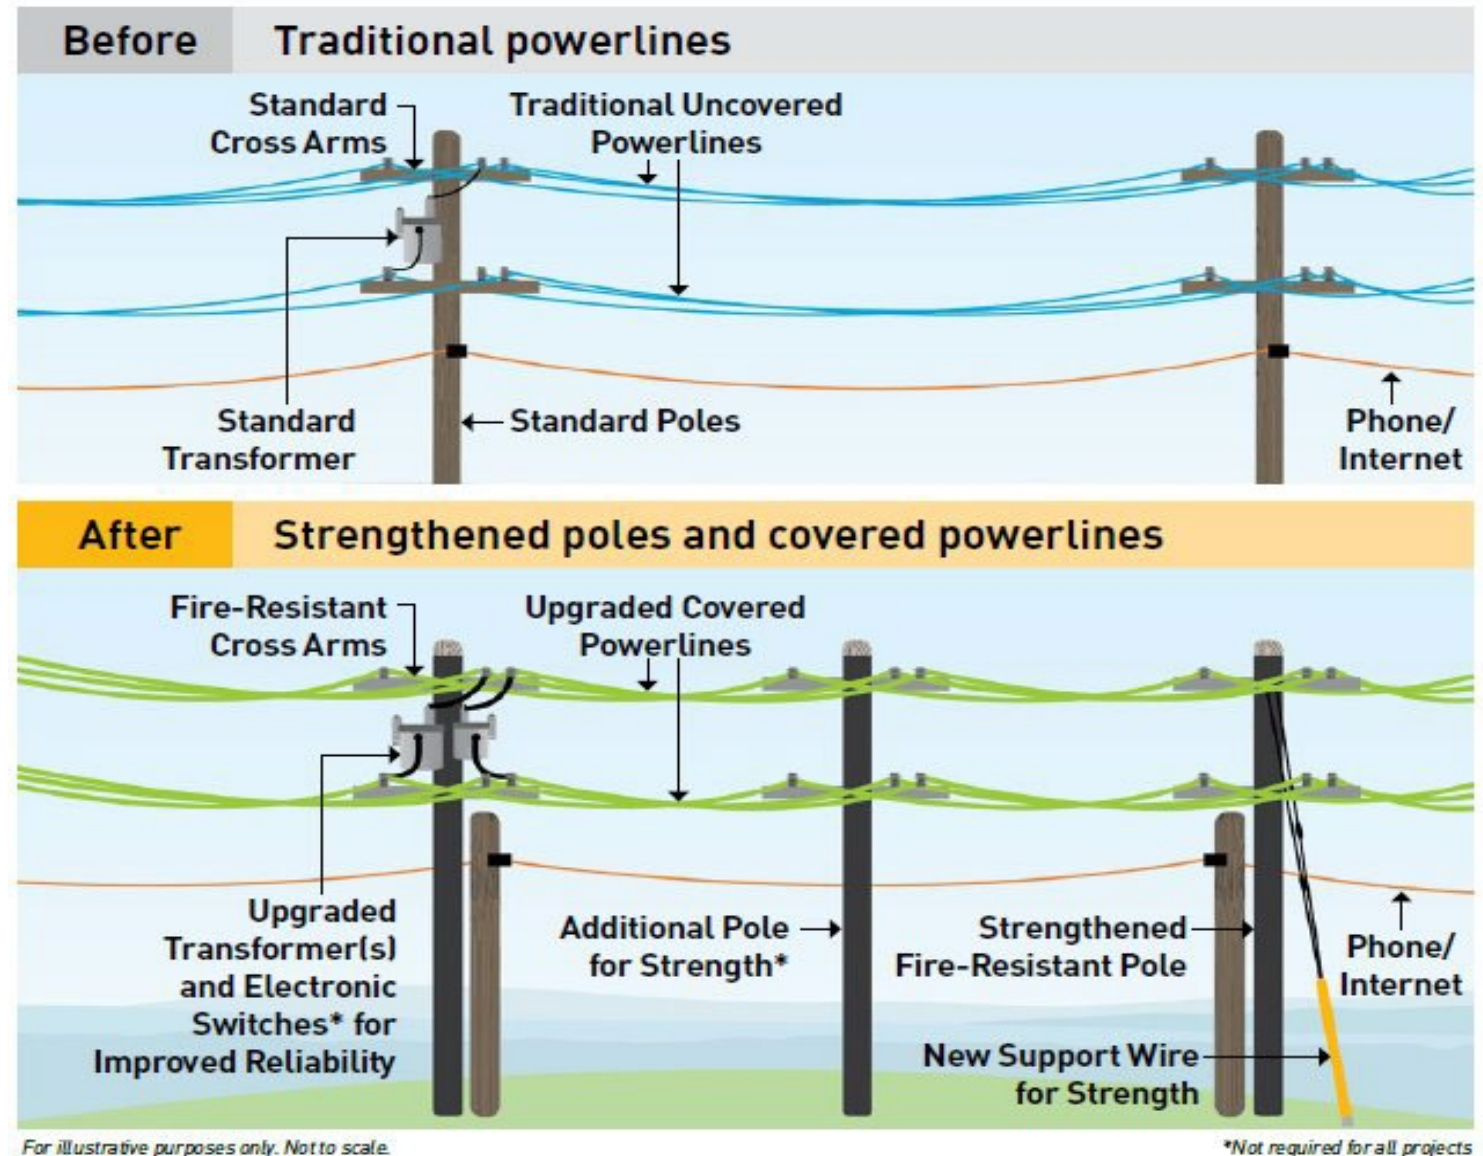 Before
Traditional powerlines
Standard
Cross Arms
Traditional Uncovered
Powerlines
Standard
Transformer
Standard Poles
Phone/
Internet
After
Strengthened poles and covered powerlines
Fire-Resistant
Cross Arms
Upgraded Covered
Powerlines
Upgraded
Transformer(s)
and Electronic
Switches* for
Improved Reliability
Additional Pole
for Strength*
Strengthened
Fire-Resistant Pole
Phone/
Internet
New Support Wire
for Strength
For illustrative purposes only. Not to scale.
*Not required for all projects